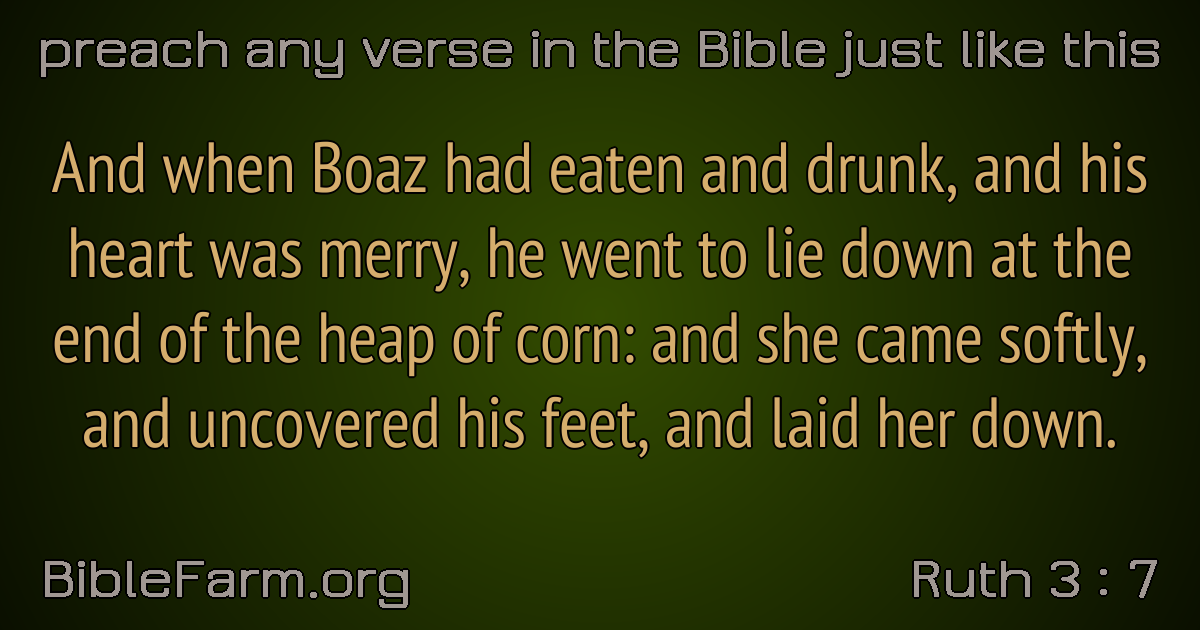 preach any verse in the Bible just like this
And when Boaz had eaten and drunk, and his
heart was merry, he went to lie down at the
end of the heap of corn: and she came softly,
and uncovered his feet, and laid her down.
BibleFarm.org
Ruth 3 : 7